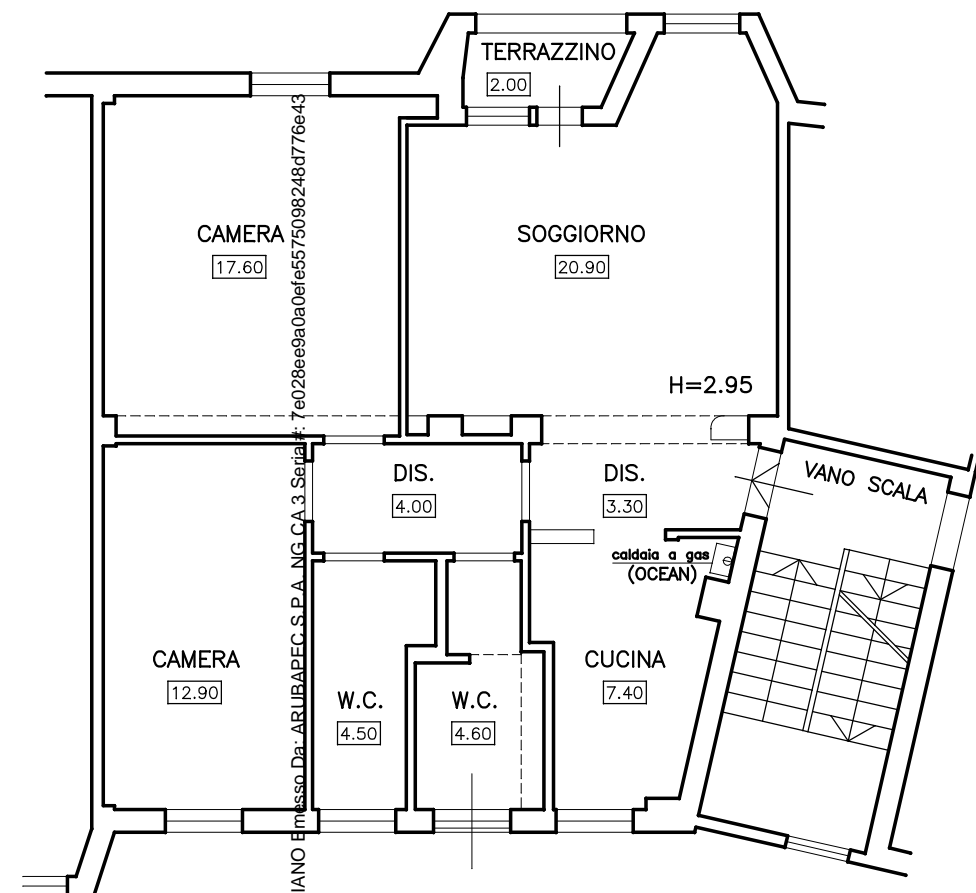 TERRAZZINO
2.00
CAMERA
17.60
SOGGIORNO
20.90
H=2.95
DIS.
4.00
DIS.
3.30
VANO SCALA
caldaia a gas
(OCEAN)
CAMERA
12.90
W.C.
4.50
W.C.
4.60
CUCINA
7.40
IANO Emesso Da: ARUBAPEC S.P.A. NG CA 3 Serial#: 7e028ee9a0a0efe5575098248d776e43